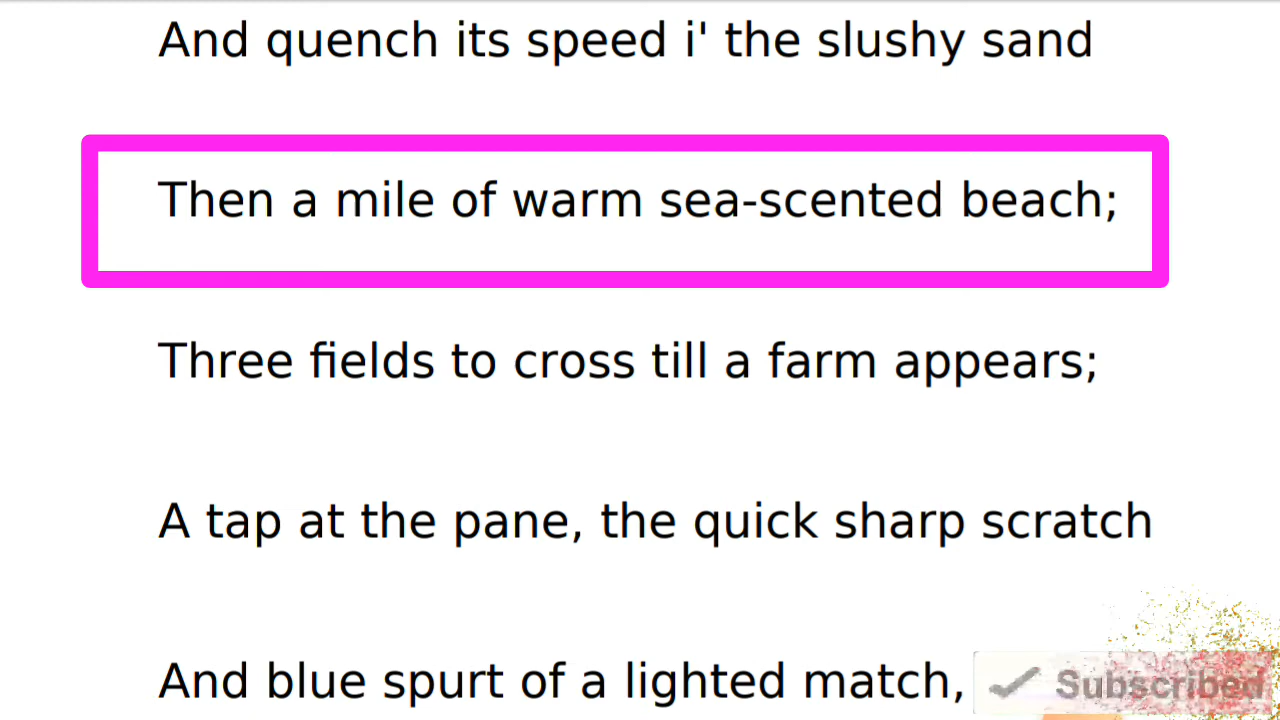 And quench its speed i' the slushy sand
Then a mile of warm sea-scented beach;
Three fields to cross till a farm appears;
A tap at the pane, the quick sharp scratch
And blue spurt of a lighted match,
Subscribed